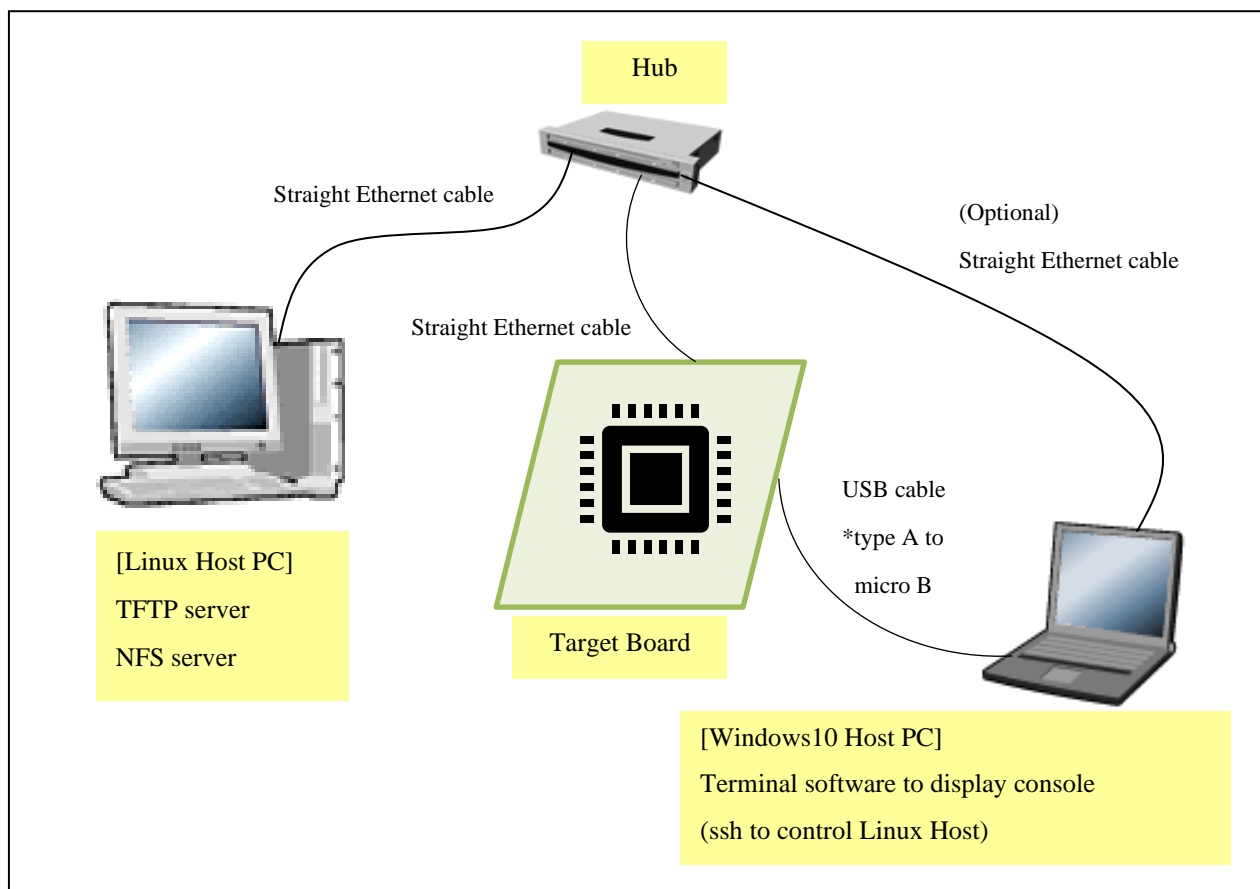 Hub
Straight Ethernet cable
(Optional)
Straight Ethernet cable
Straight Ethernet cable
USB cable
*type A to
micro B
[Linux Host PC]
TFTP server
NFS server
Target Board
[Windows10 Host PC]
Terminal software to display console
(ssh to control Linux Host)